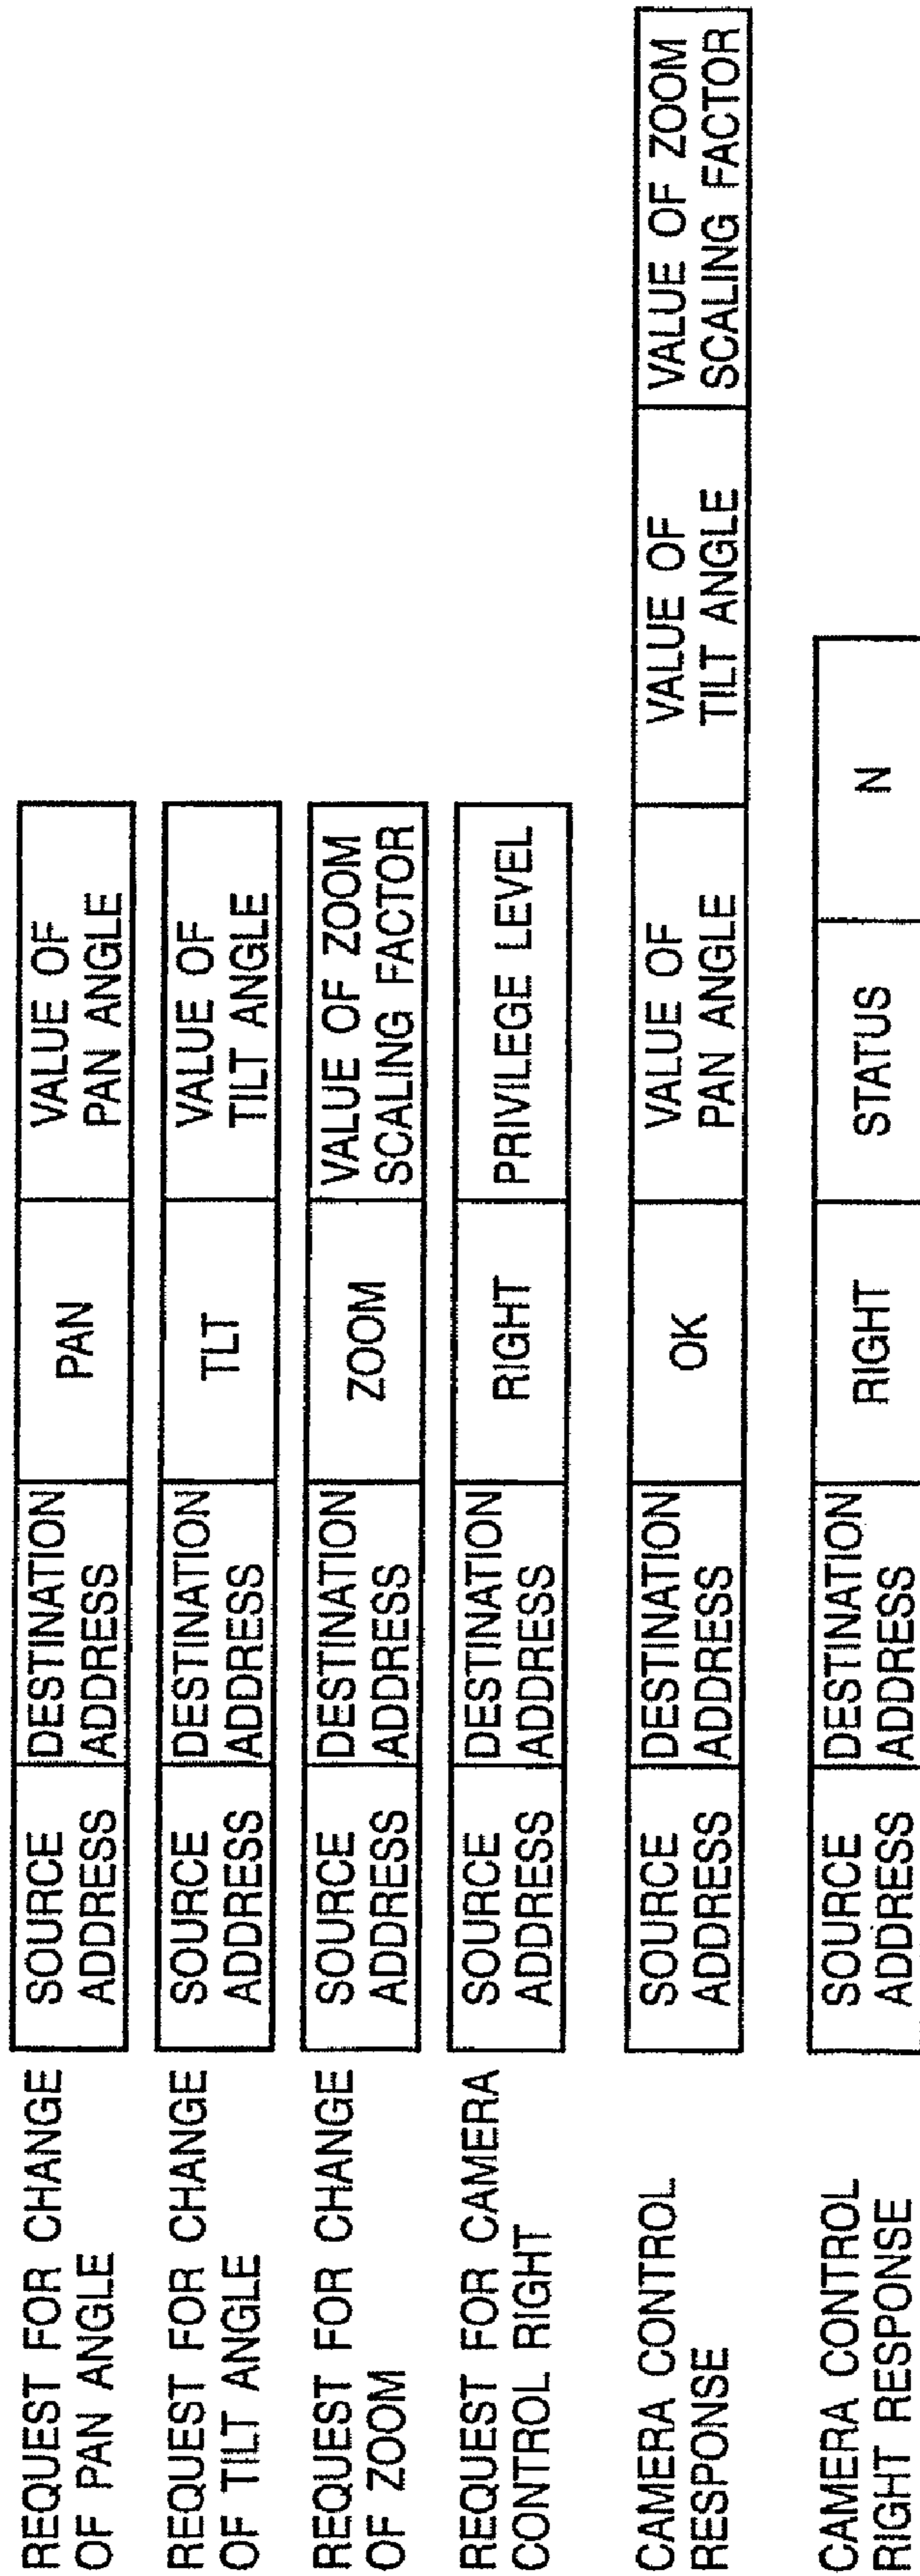 REQUEST FOR CHANGE
OF PAN ANGLE
SOURCE
ADDRESS
DESTINATION
ADDRESS
PAN
VALUE OF
PAN ANGLE
REQUEST FOR CHANGE
OF TILT ANGLE
SOURCE
ADDRESS
DESTINATION
ADDRESS
TLT
VALUE OF
TILT ANGLE
REQUEST FOR CHANGE
OF ZOOM
SOURCE
ADDRESS
DESTINATION
ADDRESS
ZOOM
VALUE OF ZOOM
SCALING FACTOR
REQUEST FOR CAMERA
CONTROL RIGHT
SOURCE
ADDRESS
DESTINATION
ADDRESS
RIGHT
PRIVILEGE LEVEL
CAMERA CONTROL
RESPONSE
SOURCE
ADDRESS
DESTINATION
ADDRESS
OK
VALUE OF
PAN ANGLE
VALUE OF
TILT ANGLE
VALUE OF ZOOM
SCALING FACTOR
CAMERA CONTROL
RIGHT RESPONSE
SOURCE
ADDRESS
DESTINATION
ADDRESS
RIGHT
STATUS
N